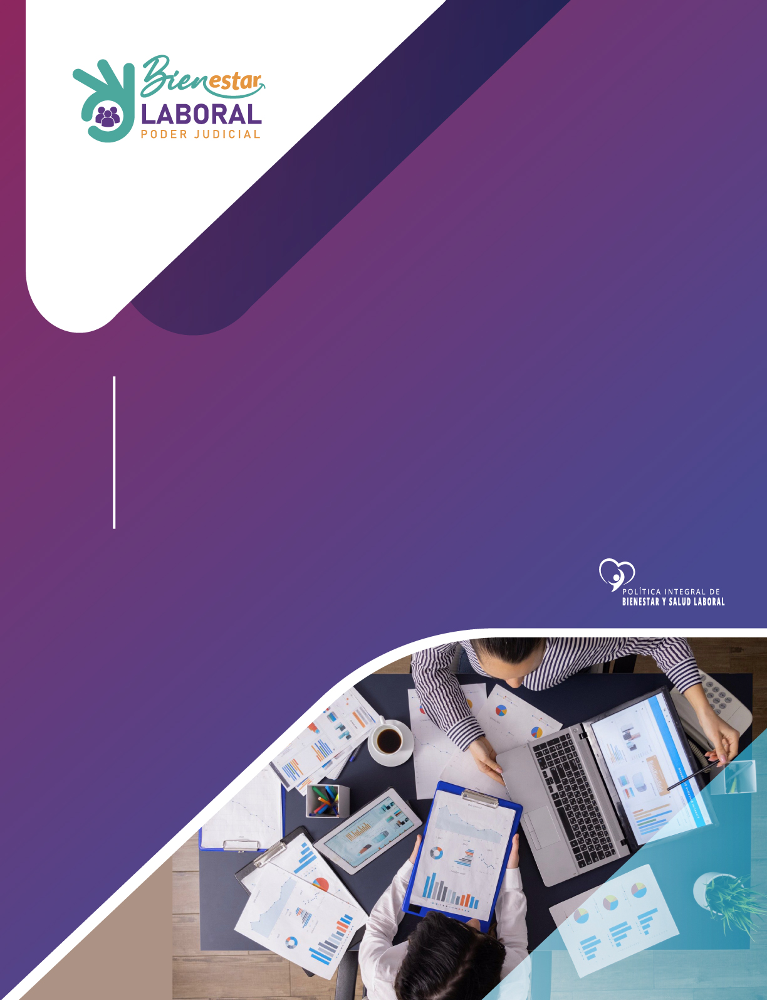 Bienestar
LABORAL
PODER JUDICIAL
POLÍTICA INTEGRAL DE
BIENESTAR Y SALUD LABORAL